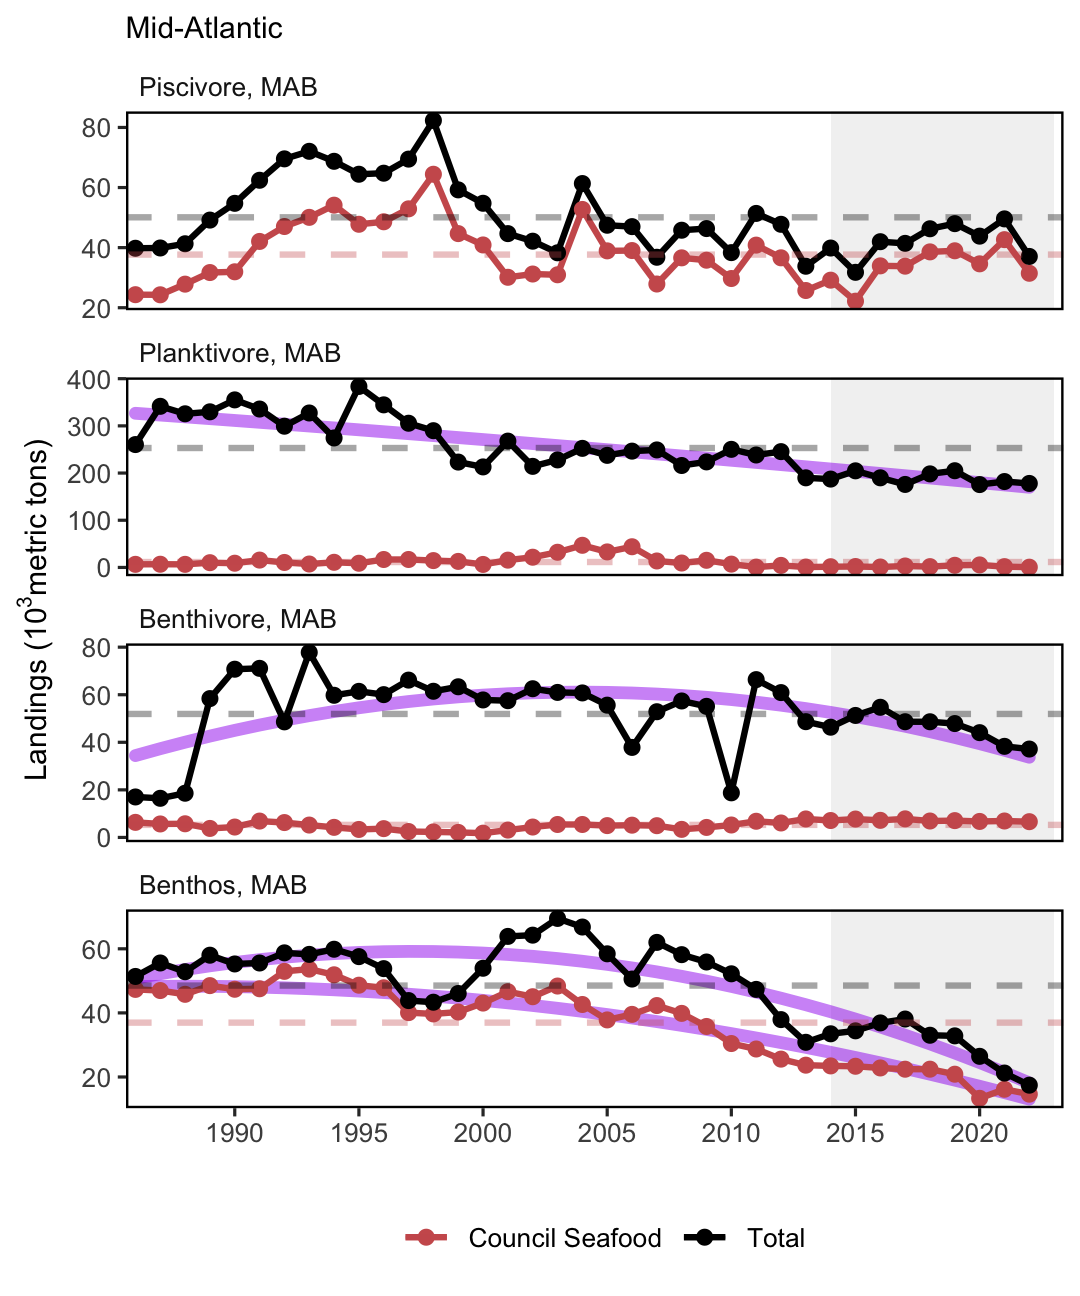 Mid-Atlantic
Piscivore, MAB
80
60
40
20
Planktivore, MAB
400
300
200
100
0
Landings (10³metric tons)
Benthivore, MAB
80
60
40
20
0
Benthos, MAB
60
40
20
1990 1995 2000 2005 2010 2015 2020
Council Seafood Total